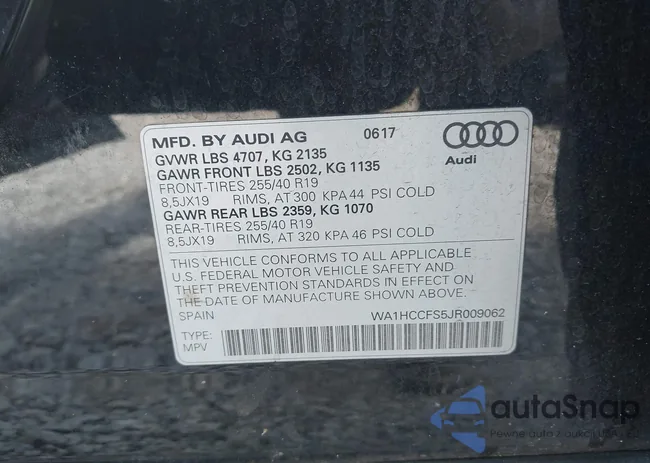 MFD. BY AUDI AG 0617
GVWR LBS 4707, KG 2135
GAWR FRONT LBS 2502, KG 1135
FRONT-TIRES 255/40 R19
8,5JX19 RIMS, AT 300 KPA 44 PSI COLD
GAWR REAR LBS 2359, KG 1070
REAR-TIRES 255/40 R19
8,5JX19 RIMS, AT 320 KPA 46 PSI COLD
Audi
THIS VEHICLE CONFORMS TO ALL APPLICABLE
U.S. FEDERAL MOTOR VEHICLE SAFETY AND
THEFT PREVENTION STANDARDS IN EFFECT ON
THE DATE OF MANUFACTURE SHOWN ABOVE.
SPAIN WA1HCCFS5JR009062
TYPE:
MPV
autaSnap
Pewne auta z aukcji USA